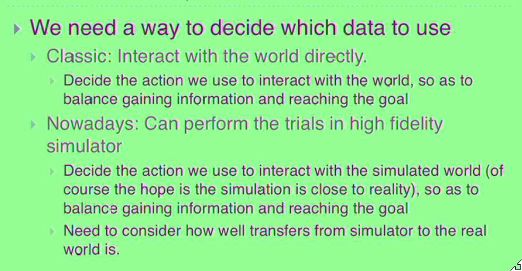 We need a way to decide which data to use
Classic: Interact with the world directly.
Decide the action we use to interact with the world, so as to
balance gaining information and reaching the goal
Nowadays: Can perform the trials in high fidelity
simulator
Decide the action we use to interact with the simulated world (of
course the hope is the simulation is close to reality), so as to
balance gaining information and reaching the goal
Need to consider how well transfers from simulator to the real
world is.